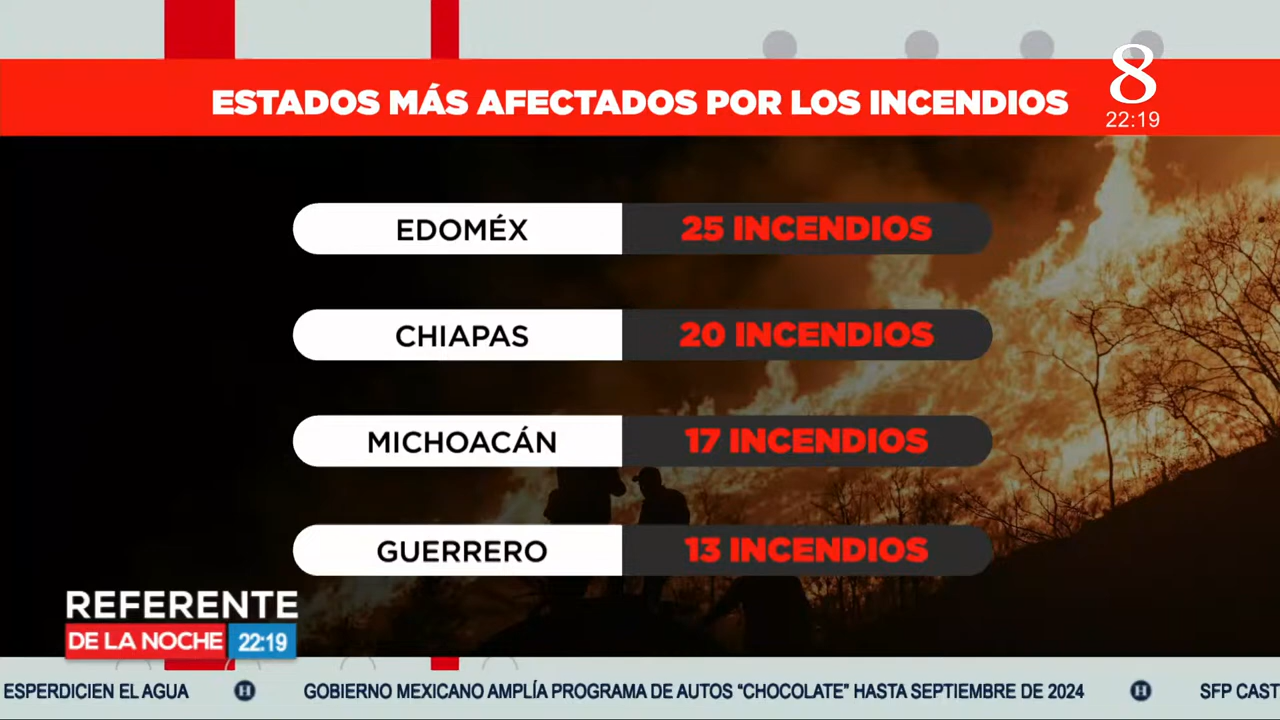 ESTADOS MÁS AFECTADOS POR LOS INCENDIOS
8
22:19
EDOMÉX 25 INCENDIOS
CHIAPAS 20 INCENDIOS
MICHOACÁN 17 INCENDIOS
GUERRERO 13 INCENDIOS
REFERENTE
DE LA NOCHE 22:19
ESPERDICIEN EL AGUA H GOBIERNO MEXICANO AMPLÍA PROGRAMA DE AUTOS “CHOCOLATE” HASTA SEPTIEMBRE DE 2024 H SFP CAST